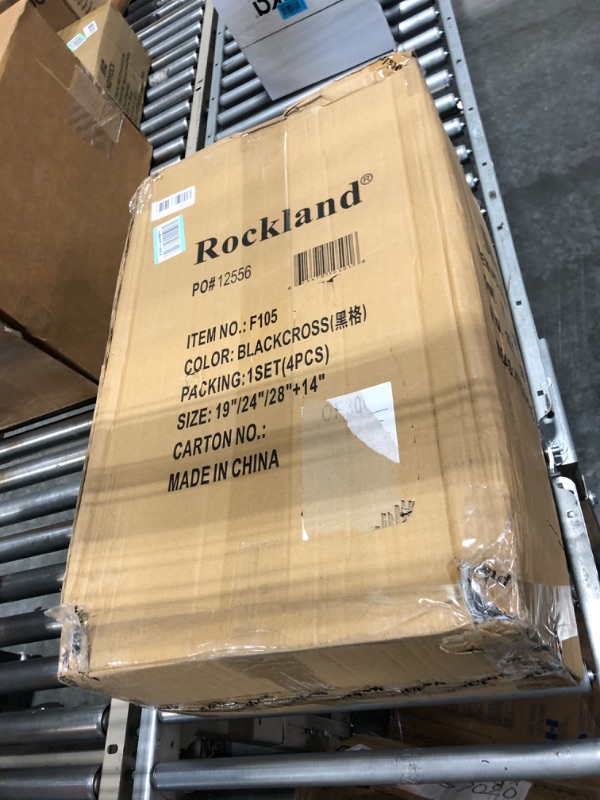 Rockland®
PO# 12556
ITEM NO.: F105
COLOR: BLACKCROSS(黑格)
PACKING: 1SET(4PCS)
SIZE: 19"/24"/28"+14"
CARTON NO.:
MADE IN CHINA